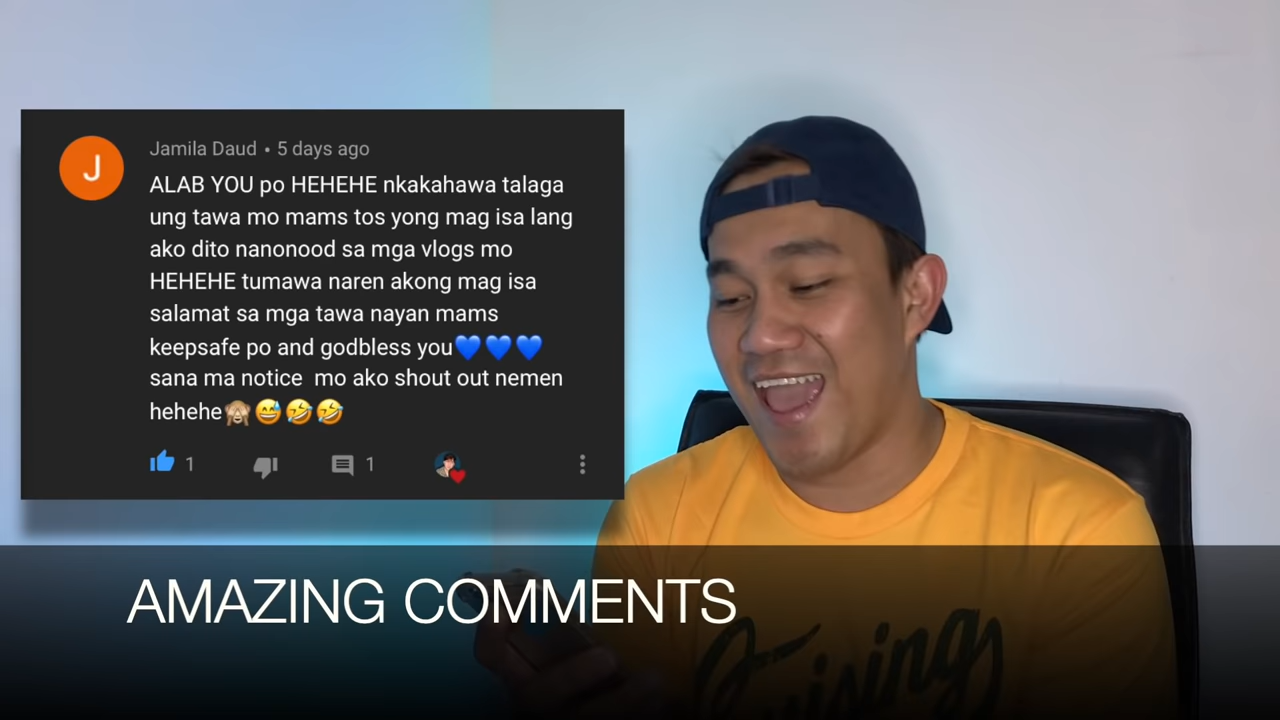 J
Jamila Daud • 5 days ago
ALAB YOU po HEHEHE nkakahawa talaga
ung tawa mo mams tos yong mag isa lang
ako dito nanonood sa mga vlogs mo
HEHEHE tumawa naren akong mag isa
salamat sa mga tawa nayan mams
keepsafe po and godbless you💙💙💙
sana ma notice mo ako shout out nemen
hehehe🙈😅🤣🤣
1
1
AMAZING COMMENTS